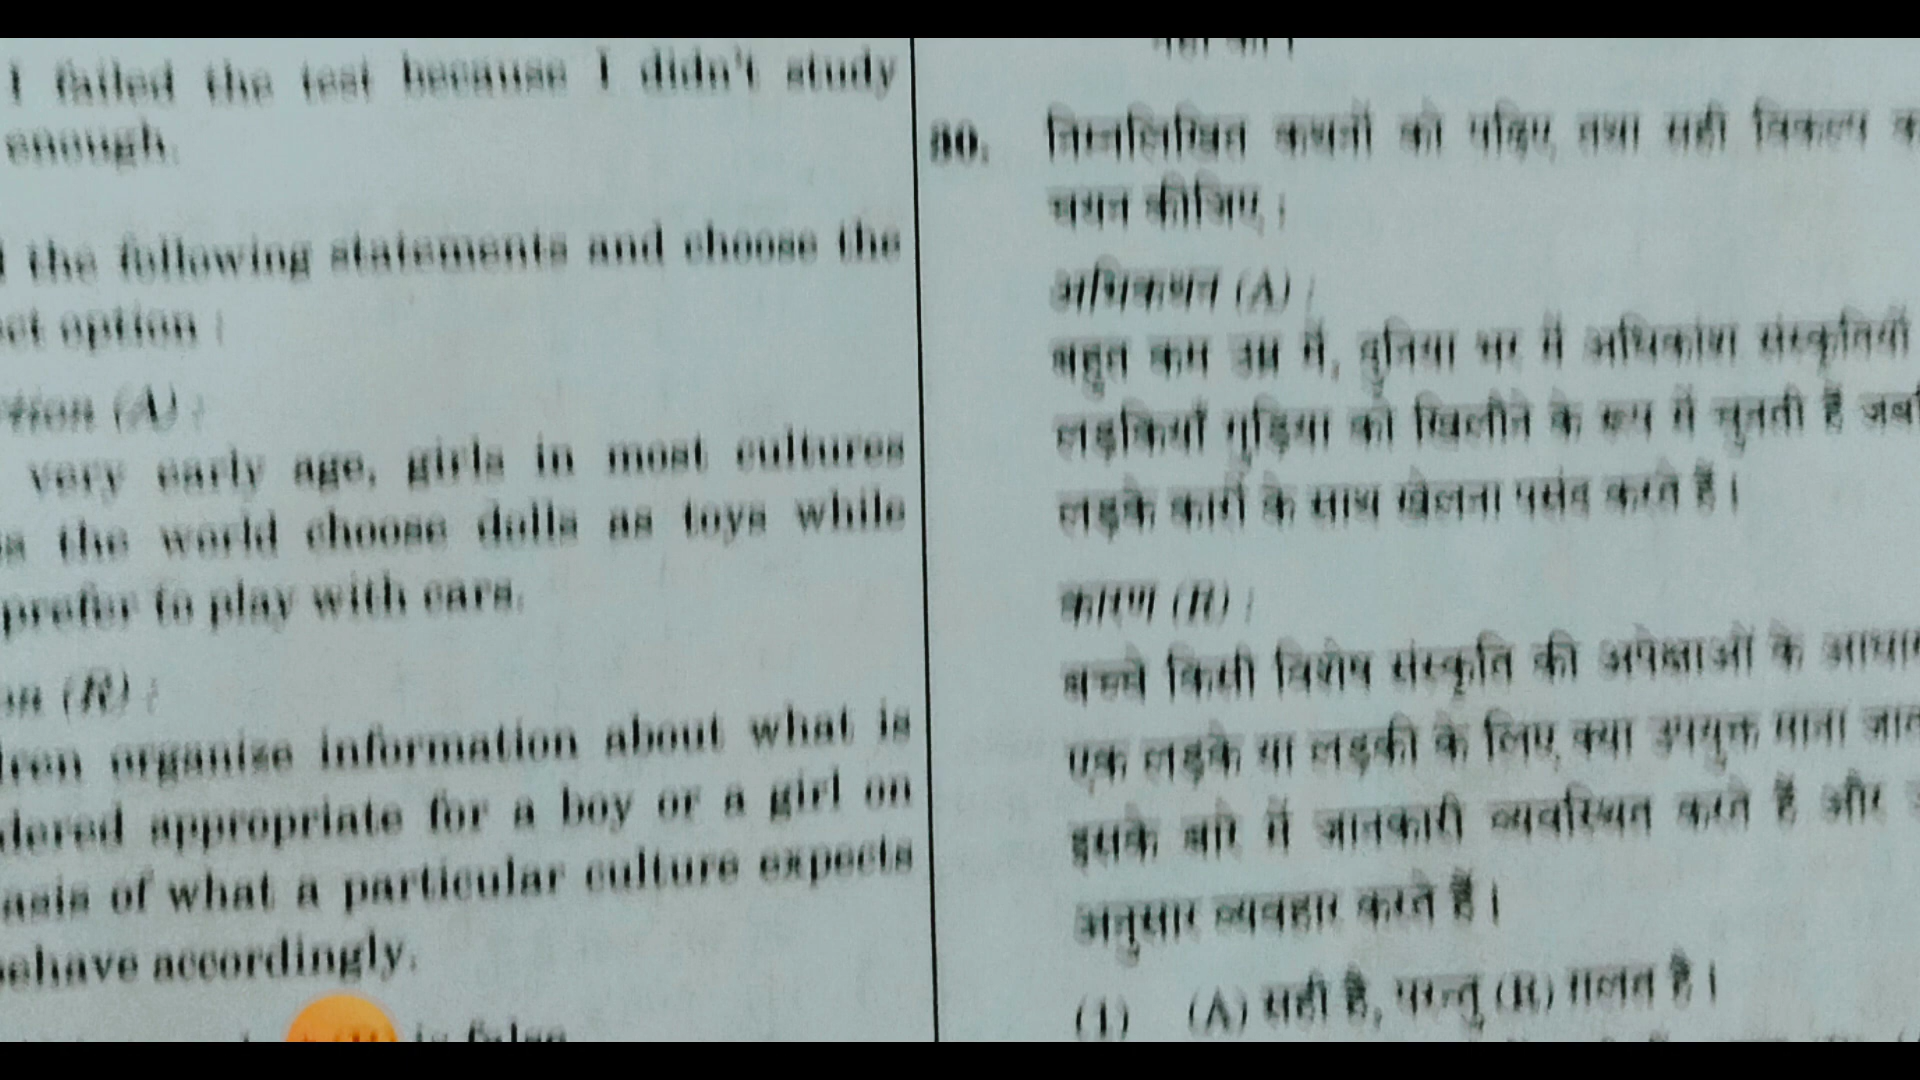 I failed the test because I didn't study
enough.
the following statements and choose the
option :
(A) :
very early age, girls in most cultures
the world choose dolls as toys while
prefer to play with cars.
(R) :
organize information about what is
appropriate for a boy or a girl on
of what a particular culture expects
accordingly.
is false
80. निम्नलिखित कथनों को पढ़िए तथा सही विकल्प
चयन कीजिए :
अभिकथन (A) :
बहुत कम उम्र में, दुनिया भर में अधिकांश संस्कृतियों
लड़कियाँ गुड़िया को खिलौने के रूप में चुनती हैं
लड़के कारों के साथ खेलना पसंद करते हैं ।
कारण (R) :
बच्चे किसी विशेष संस्कृति की अपेक्षाओं के
एक लड़के या लड़की के लिए क्या उपयुक्त माना
इसके बारे में जानकारी व्यवस्थित करते हैं और
अनुसार व्यवहार करते हैं ।
(1) (A) सही है, परन्तु (R) गलत है ।